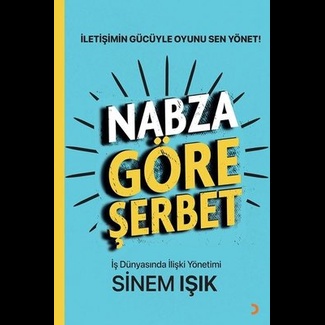 İLETİŞİMİN GÜCÜYLE OYUNU SEN YÖNET!
NABZA
GÖRE
ŞERBET
İş Dünyasında İlişki Yönetimi
SİNEM IŞIK